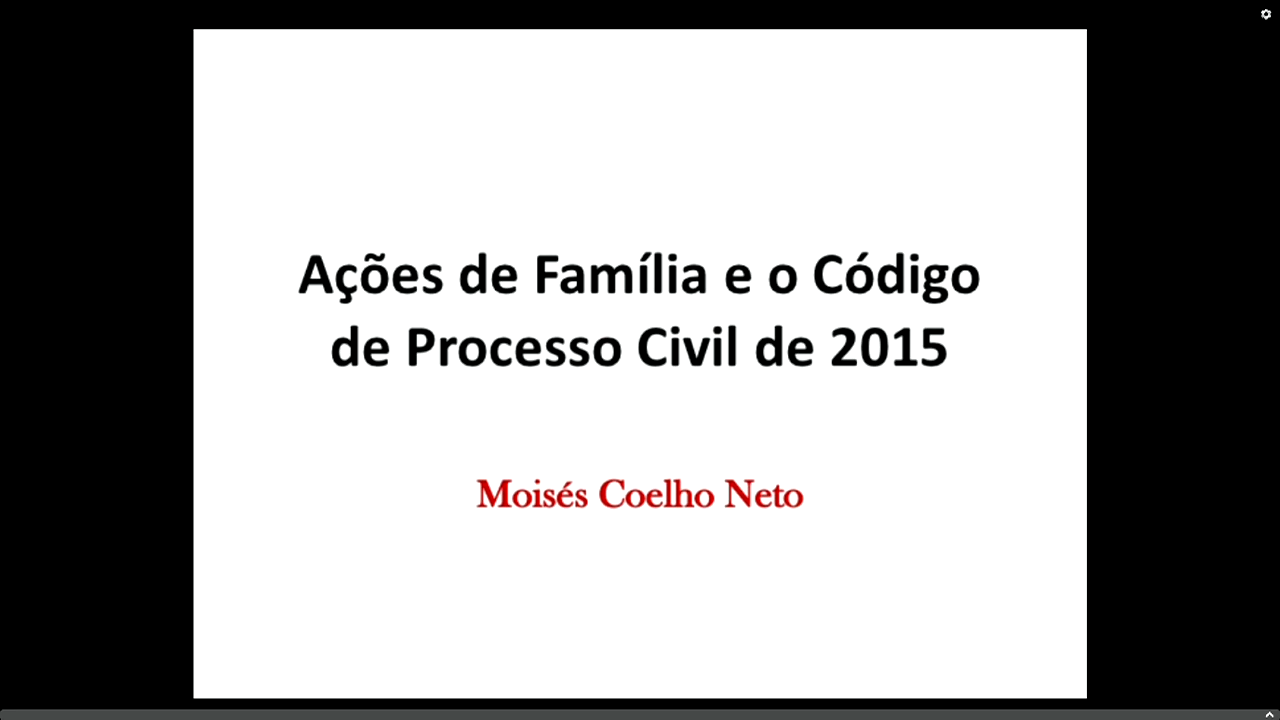 Ações de Família e o Código
de Processo Civil de 2015
Moisés Coelho Neto